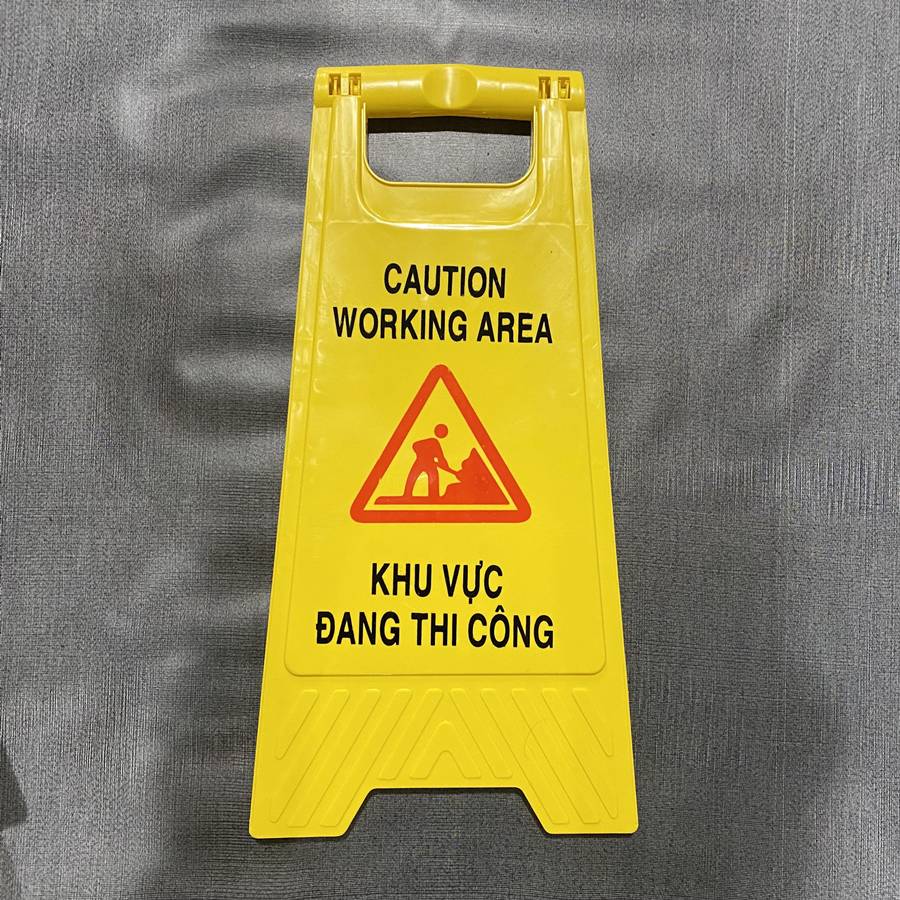 CAUTION
WORKING AREA
KHU VỰC
ĐANG THI CÔNG